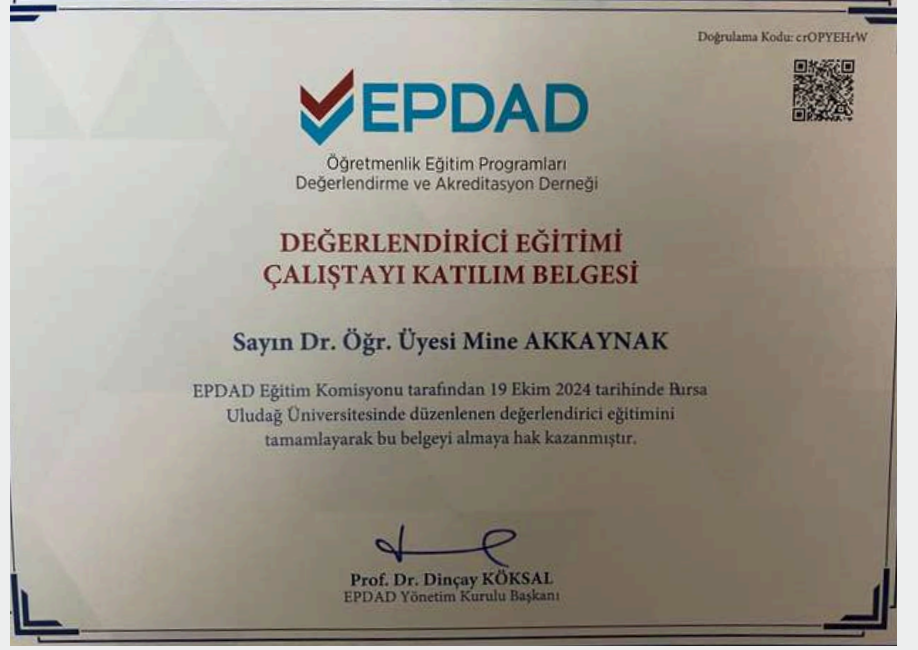 Doğrulama Kodu: crOPYEHrW
EPDAD
Öğretmenlik Eğitim Programları
Değerlendirme ve Akreditasyon Derneği
DEĞERLENDİRİCİ EĞİTİMİ
ÇALIŞTAYI KATILIM BELGESİ
Sayın Dr. Öğr. Üyesi Mine AKKAYNAK
EPDAD Eğitim Komisyonu tarafından 19 Ekim 2024 tarihinde Bursa
Uludağ Üniversitesinde düzenlenen değerlendirici eğitimini
tamamlayarak bu belgeyi almaya hak kazanmıştır.
Prof. Dr. Dinçay KÖKSAL
EPDAD Yönetim Kurulu Başkanı